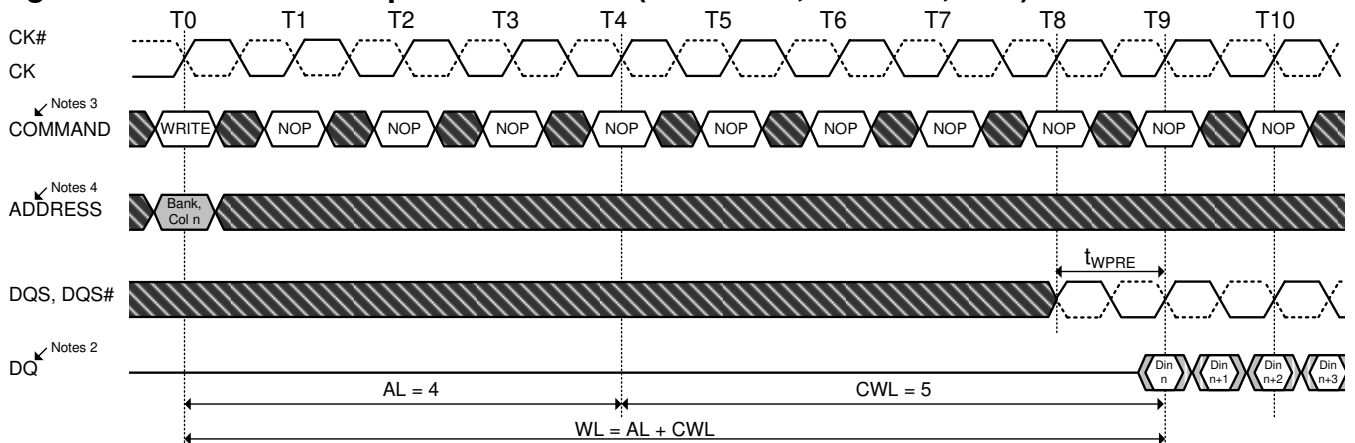 T0 T1 T2 T3 T4 T5 T6 T7 T8 T9 T10
CK#
CK
Notes 3
COMMAND WRITE NOP NOP NOP NOP NOP NOP NOP NOP NOP NOP
Notes 4
ADDRESS
Bank,
Col n
tWPRE
DQS, DQS#
Notes 2
DQ
Din
n
Din
n+1
Din
n+2
Din
n+3
AL = 4 CWL = 5
WL = AL + CWL